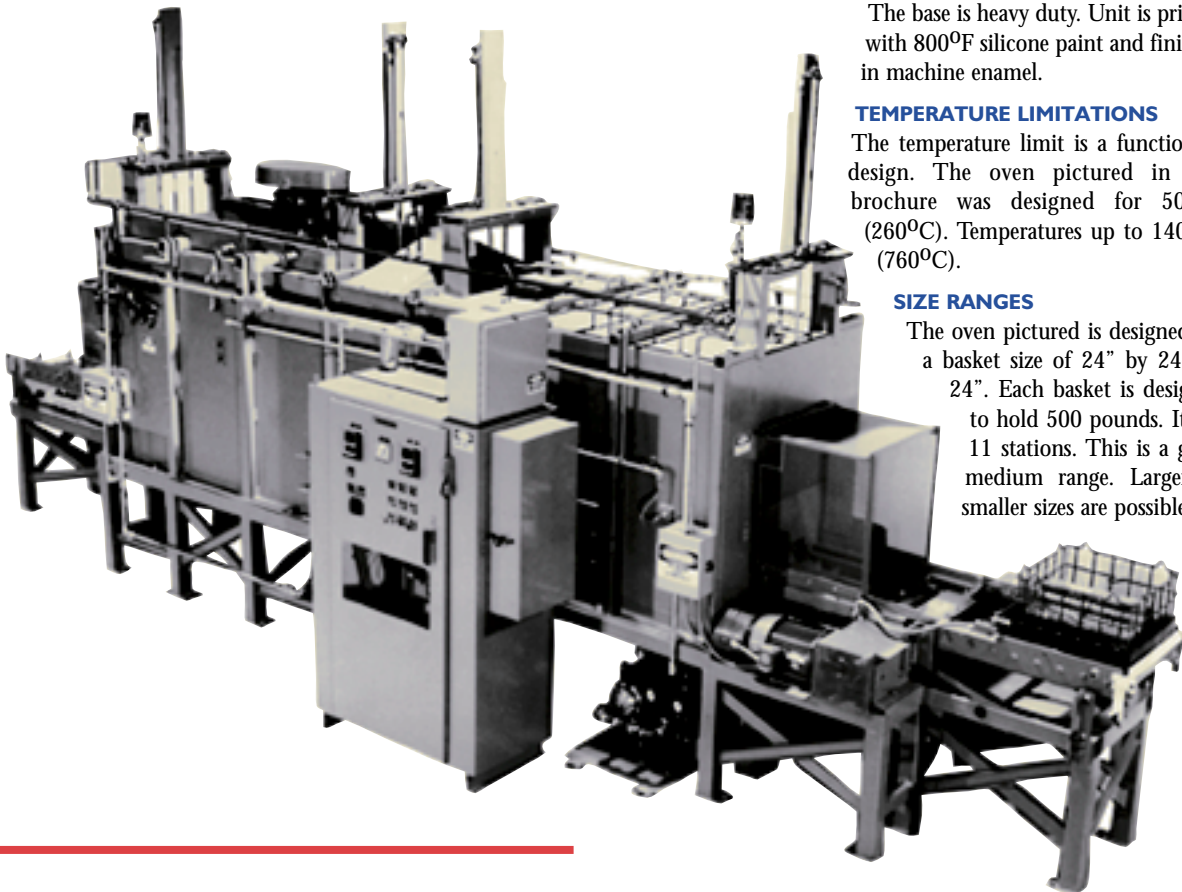 The base is heavy duty. Unit is pri
with 800ºF silicone paint and fini
in machine enamel.
TEMPERATURE LIMITATIONS
The temperature limit is a functio
design. The oven pictured in
brochure was designed for 50
(260ºC). Temperatures up to 140
(760ºC).
SIZE RANGES
The oven pictured is designed
a basket size of 24” by 24
24”. Each basket is desig
to hold 500 pounds. It
11 stations. This is a g
medium range. Larger
smaller sizes are possible